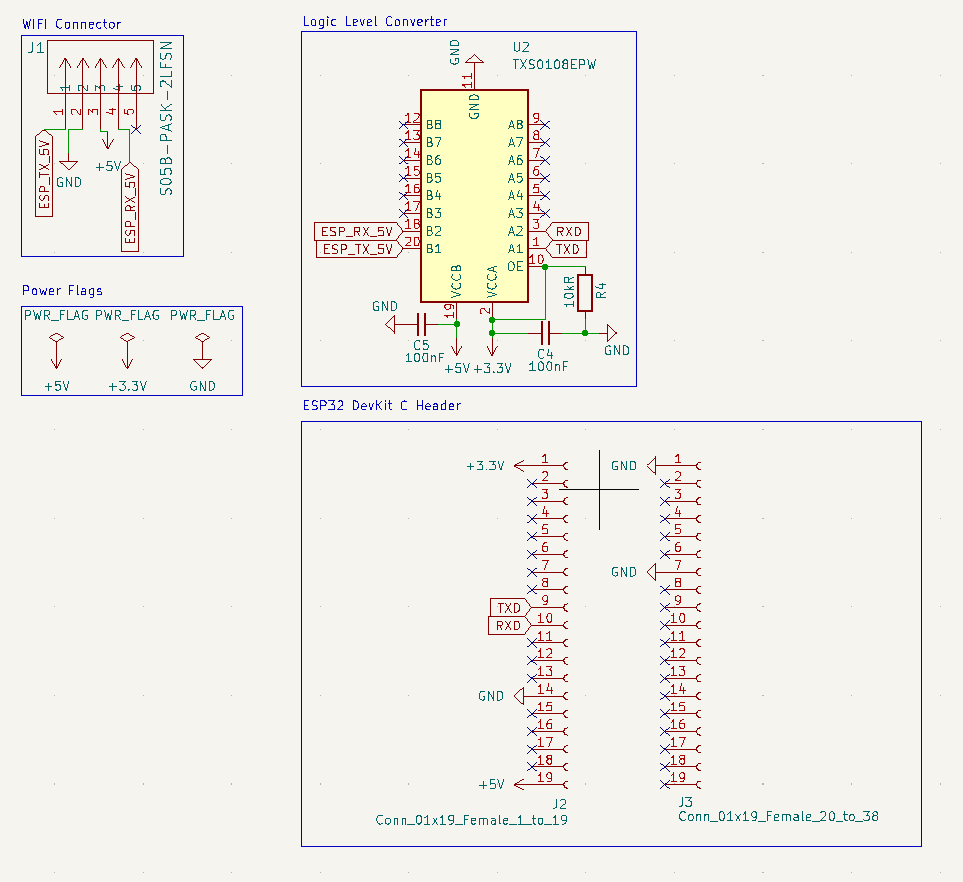 WIFI Connector
J1
1 2 3 4 5
1 2 3 4 5
S05B-PASK-2LFSN
ESP_TX_5V
GND
+5V
ESP_RX_5V
Power Flags
PWR_FLAG PWR_FLAG PWR_FLAG
+5V +3.3V GND
Logic Level Converter
GND
U2
TXS0108EPW
11
GND
12 B8 A8 9
13 B7 A7 8
14 B6 A6 7
15 B5 A5 6
16 B4 A4 5
17 B3 A3 4
ESP_RX_5V 18 B2 A2 3 RXD
ESP_TX_5V 20 B1 A1 1 TXD
OE 10
VCCB VCCA
19 2
10kR R4
GND
C5
100nF
+5V +3.3V
C4
100nF
GND
ESP32 DevKit C Header
+3.3V 1 GND 1
2 2
3 3
4 4
5 5
6 6
7 GND 7
8 8
TXD 9 9
RXD 10 10
11 11
12 12
13 13
GND 14 14
15 15
16 16
17 17
18 18
+5V 19 19
J2 J3
Conn_01x19_Female_1_to_19 Conn_01x19_Female_20_to_38